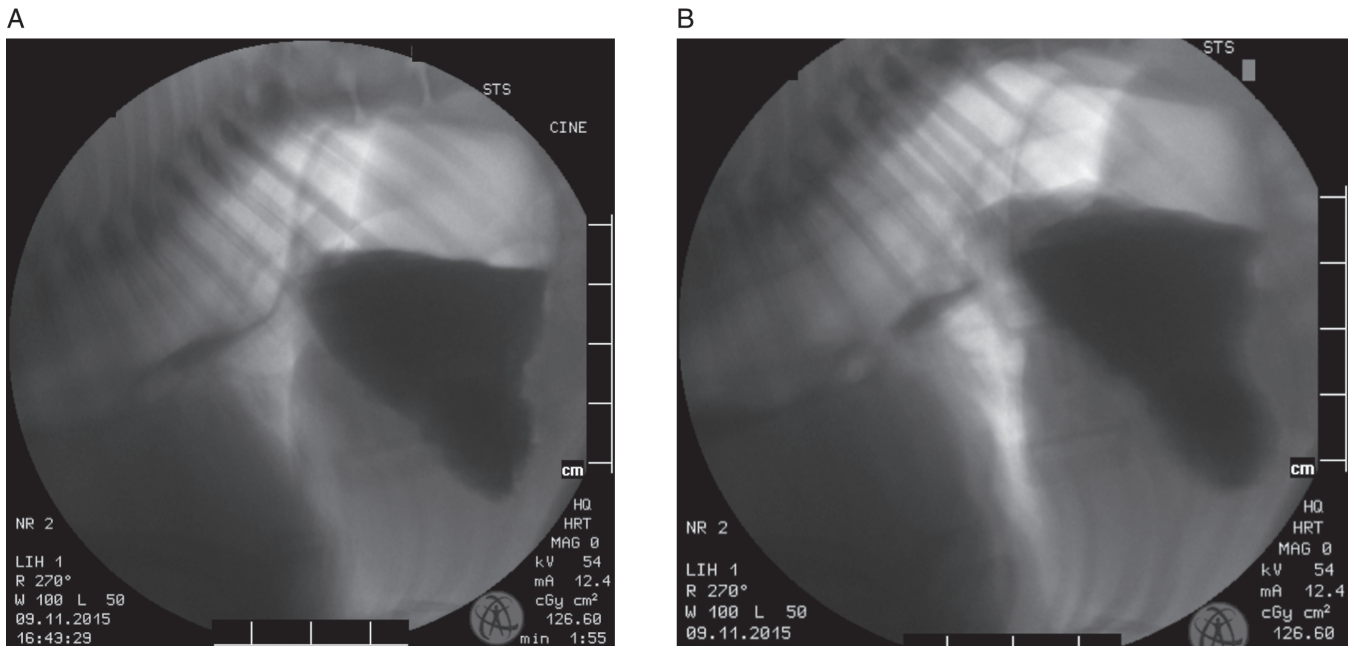 A
STS
CINE
cm
NR 2
LIH 1
R 270°
W 100 L 50
09.11.2015
16:43:29
HQ
HRT
MAG 0
kV 54
mA 12.4
cGy cm²
126.60
min 1:55
B
STS
cm
NR 2
LIH 1
R 270°
W 100 L 50
09.11.2015
HQ
HRT
MAG 0
kV 54
mA 12.4
cGy cm²
126.60